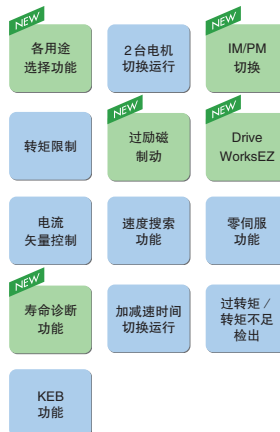 NEW
各用途
选择功能
2台电机
切换运行
NEW
IM/PM
切换
转矩限制
NEW
过励磁
制动
NEW
Drive
WorksEZ
电流
矢量控制
速度搜索
功能
零伺服
功能
NEW
寿命诊断
功能
加减速时间
切换运行
过转矩/
转矩不足
检出
KEB
功能